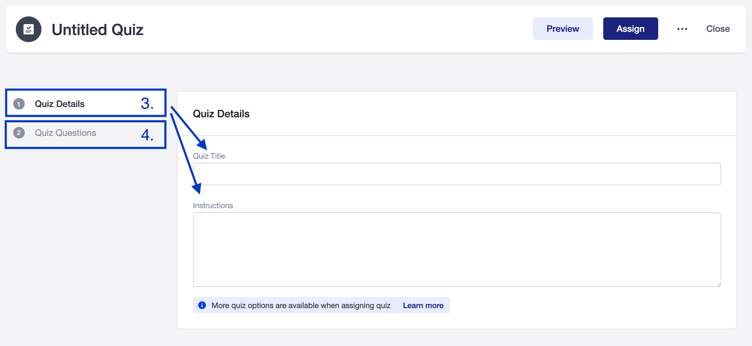 Untitled Quiz
Preview
Assign
...
Close
1 Quiz Details 3.
2 Quiz Questions 4.
Quiz Details
Quiz Title
Instructions
More quiz options are available when assigning quiz Learn more